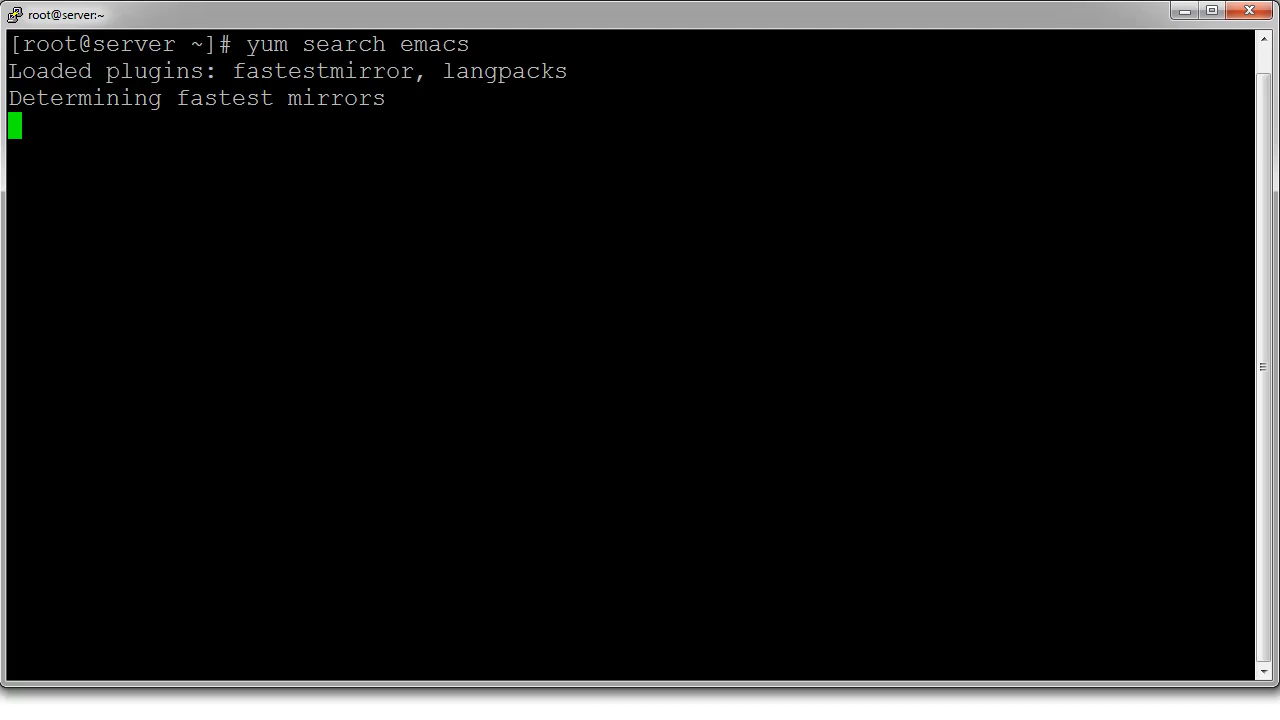 root@server:~
[root@server ~]# yum search emacs
Loaded plugins: fastestmirror, langpacks
Determining fastest mirrors